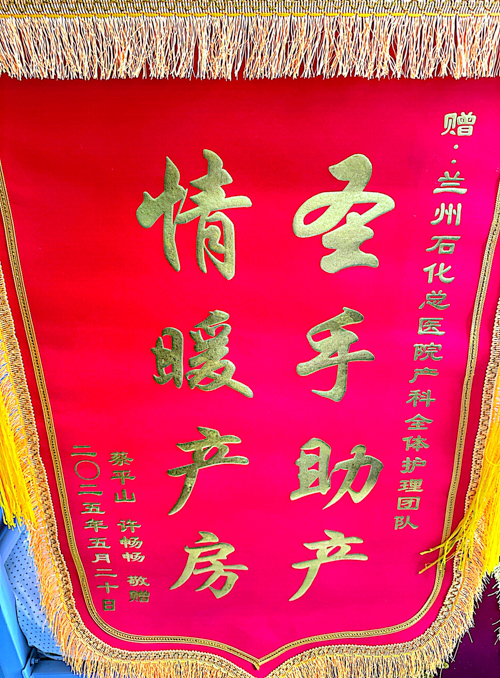 赠：兰州石化总医院产科全体护理团队
圣手助产
情暖产房
蔡平山 许畅畅 敬赠
二〇二五年五月二十日